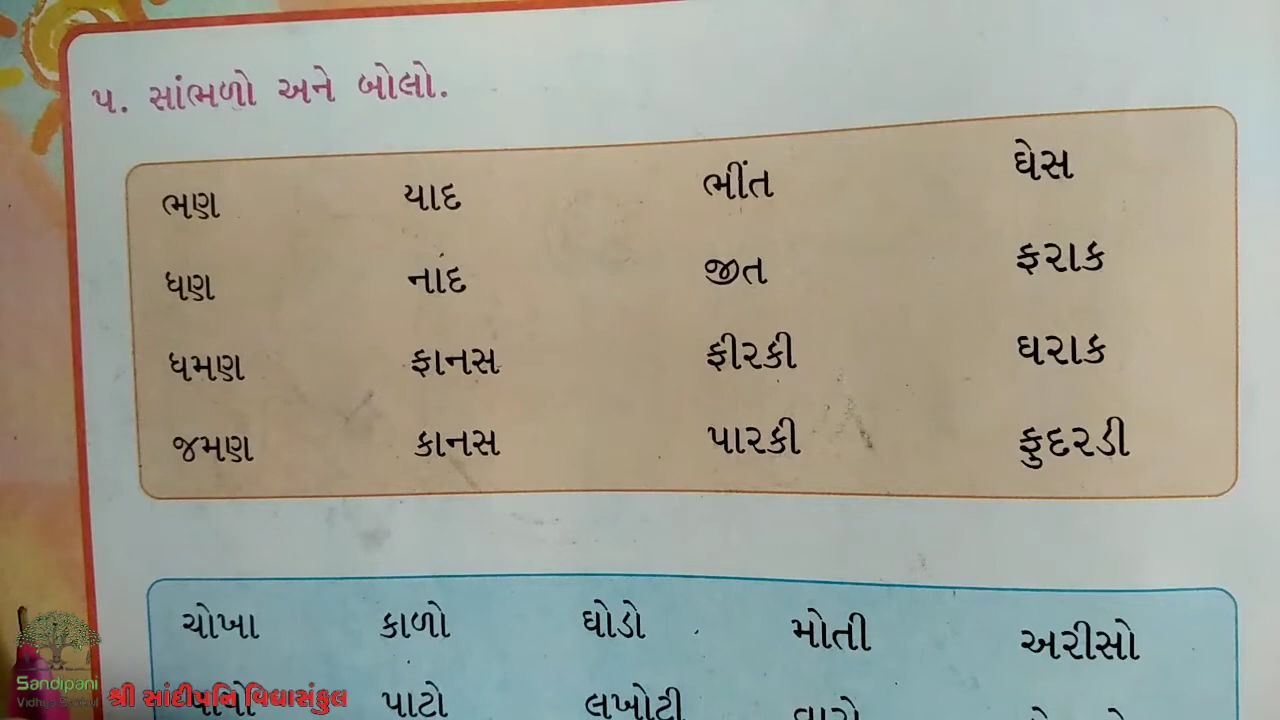 ૫. સાંભળો અને બોલો.
ભણ યાદ ભીંત ઘેસ
ધણ નાંદ જીત ફરાક
ધમણ ફાનસ ફીરકી ઘરાક
જમણ કાનસ પારકી ફુદરડી
ચોખા કાળો ઘોડો મોતી અરીસો
પાટો લખોટી
Sandipani
શ્રી સાંદીપનિ વિદ્યાસંકુલ